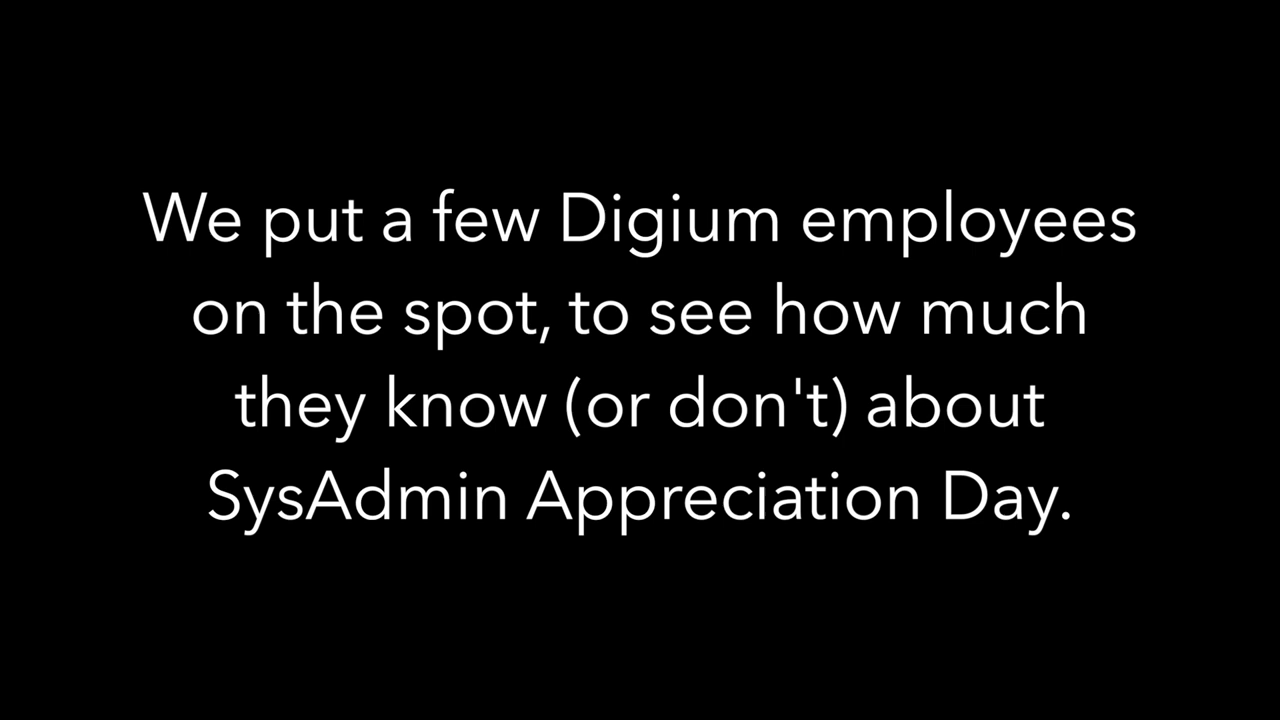 We put a few Digium employees
on the spot, to see how much
they know (or don't) about
SysAdmin Appreciation Day.